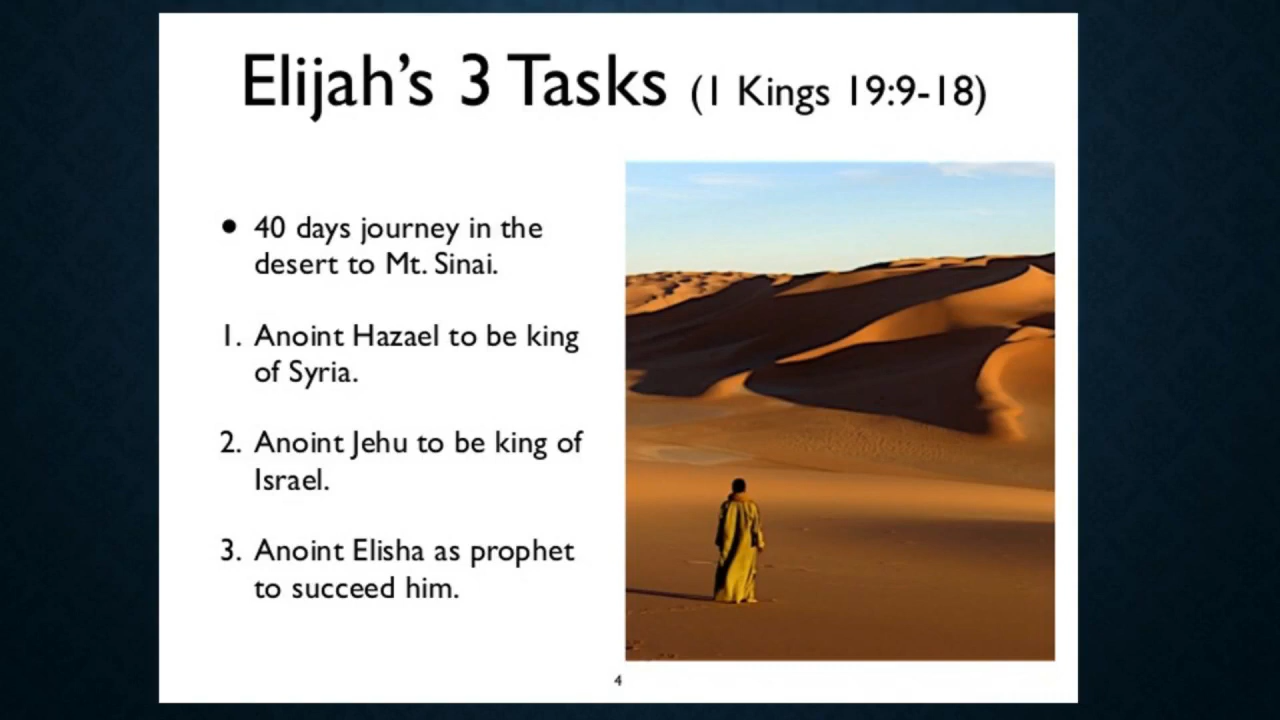 Elijah’s 3 Tasks (1 Kings 19:9-18)
• 40 days journey in the
desert to Mt. Sinai.
1. Anoint Hazael to be king
of Syria.
2. Anoint Jehu to be king of
Israel.
3. Anoint Elisha as prophet
to succeed him.
4